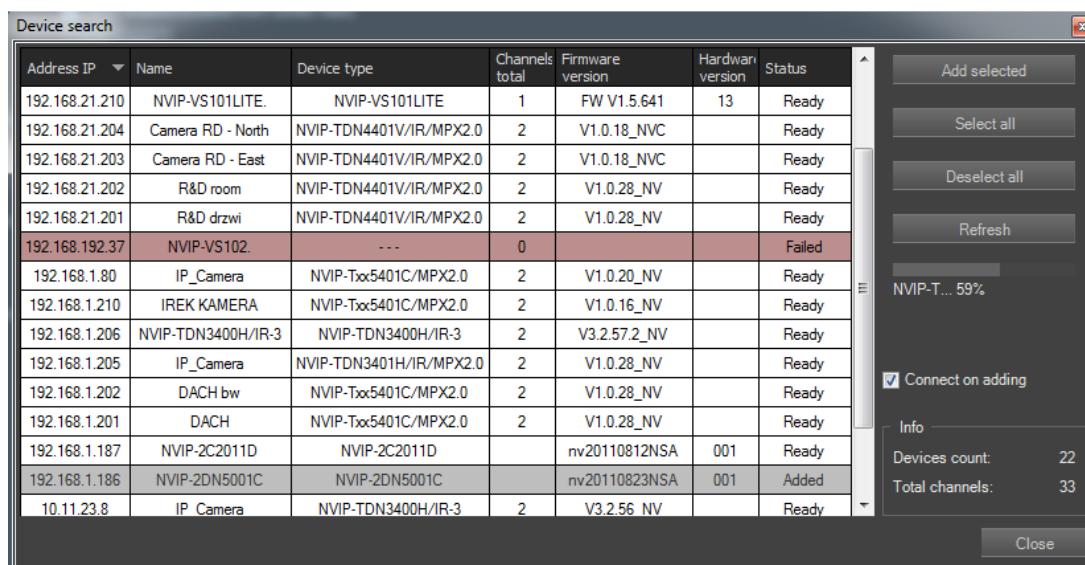 Device search
Address IP Name Device type Channels total Firmware version Hardwar version Status
192.168.21.210 NVIP-VS101LITE. NVIP-VS101LITE 1 FW V1.5.641 13 Ready
192.168.21.204 Camera RD - North NVIP-TDN4401V/IR/MPX2.0 2 V1.0.18_NVC Ready
192.168.21.203 Camera RD - East NVIP-TDN4401V/IR/MPX2.0 2 V1.0.18_NVC Ready
192.168.21.202 R&D room NVIP-TDN4401V/IR/MPX2.0 2 V1.0.28_NV Ready
192.168.21.201 R&D drzwi NVIP-TDN4401V/IR/MPX2.0 2 V1.0.28_NV Ready
192.168.192.37 NVIP-VS102. --- 0 Failed
192.168.1.80 IP_Camera NVIP-Txx5401C/MPX2.0 2 V1.0.20_NV Ready
192.168.1.210 IREK KAMERA NVIP-Txx5401C/MPX2.0 2 V1.0.16_NV Ready
192.168.1.206 NVIP-TDN3400H/IR-3 NVIP-TDN3400H/IR-3 2 V3.2.57.2_NV Ready
192.168.1.205 IP_Camera NVIP-TDN3401H/IR/MPX2.0 2 V1.0.28_NV Ready
192.168.1.202 DACH bw NVIP-Txx5401C/MPX2.0 2 V1.0.28_NV Ready
192.168.1.201 DACH NVIP-Txx5401C/MPX2.0 2 V1.0.28_NV Ready
192.168.1.187 NVIP-2C2011D NVIP-2C2011D nv20110812NSA 001 Ready
192.168.1.186 NVIP-2DN5001C NVIP-2DN5001C nv20110823NSA 001 Added
10.11.23.8 IP_Camera NVIP-TDN3400H/IR-3 2 V3.2.56_NV Ready
Add selected
Select all
Deselect all
Refresh
NVIP-T... 59%
Connect on adding
Info
Devices count: 22
Total channels: 33
Close